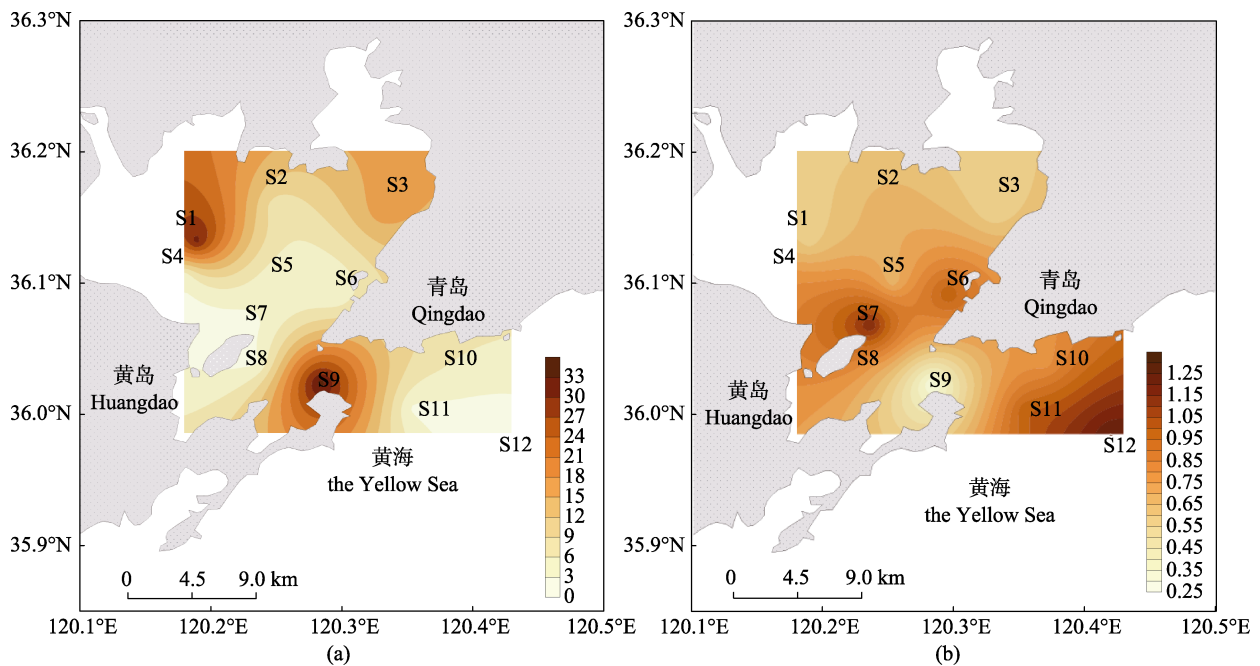 36.3°N
36.2°N
36.1°N
36.0°N
35.9°N
S1
S2
S3
S4
S5
S6
S7
S8
S9
S10
S11
S12
青岛
Qingdao
黄岛
Huangdao
黄海
the Yellow Sea
33
30
27
24
21
18
15
12
9
6
3
0
0 4.5 9.0 km
120.1°E 120.2°E 120.3°E 120.4°E 120.5°E
(a)
36.3°N
36.2°N
36.1°N
36.0°N
35.9°N
S1
S2
S3
S4
S5
S6
S7
S8
S9
S10
S11
S12
青岛
Qingdao
黄岛
Huangdao
黄海
the Yellow Sea
1.25
1.15
1.05
0.95
0.85
0.75
0.65
0.55
0.45
0.35
0.25
0 4.5 9.0 km
120.1°E 120.2°E 120.3°E 120.4°E 120.5°E
(b)